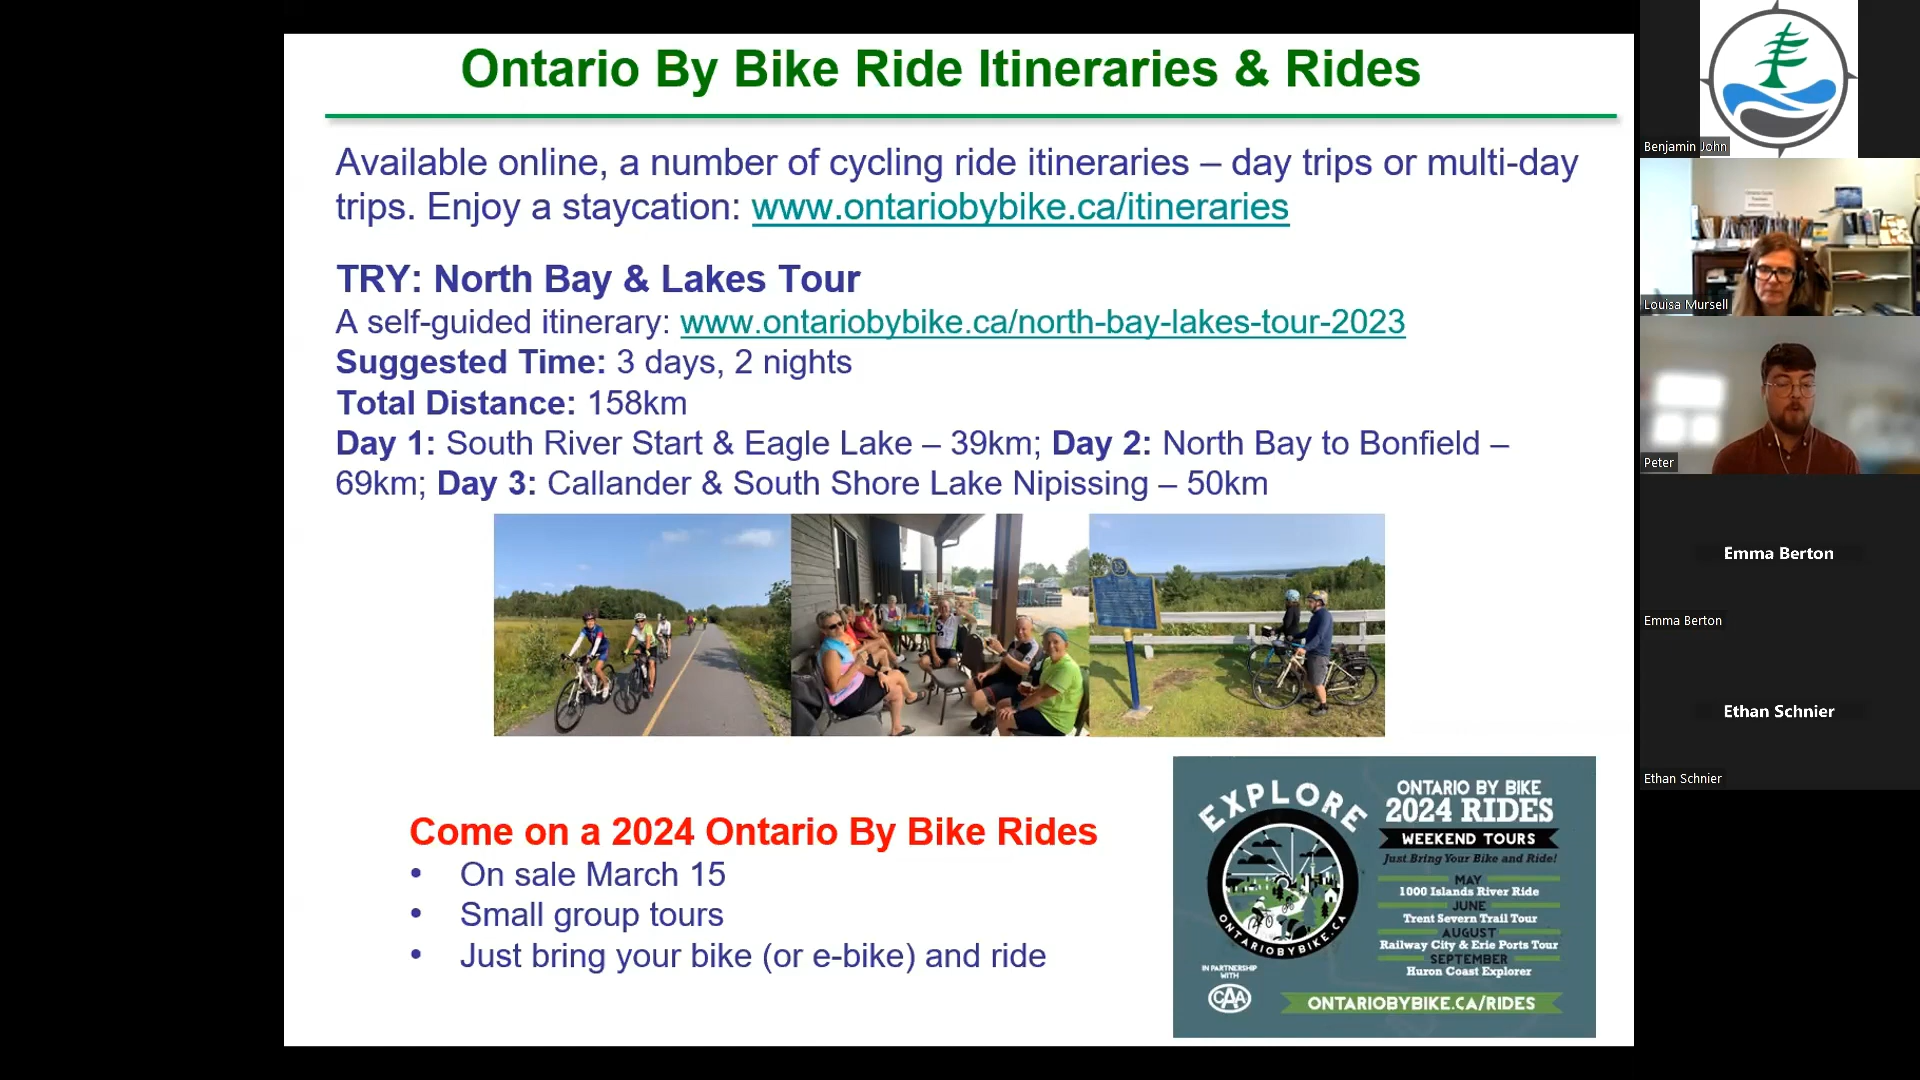 Ontario By Bike Ride Itineraries & Rides
Available online, a number of cycling ride itineraries – day trips or multi-day
trips. Enjoy a staycation: www.ontariobybike.ca/itineraries
TRY: North Bay & Lakes Tour
A self-guided itinerary: www.ontariobybike.ca/north-bay-lakes-tour-2023
Suggested Time: 3 days, 2 nights
Total Distance: 158km
Day 1: South River Start & Eagle Lake – 39km; Day 2: North Bay to Bonfield –
69km; Day 3: Callander & South Shore Lake Nipissing – 50km
Come on a 2024 Ontario By Bike Rides
• On sale March 15
• Small group tours
• Just bring your bike (or e-bike) and ride
EXPLORE
ONTARIOBYBIKE.CA
IN PARTNERSHIP
WITH
CAA
ONTARIO BY BIKE
2024 RIDES
WEEKEND TOURS
Just Bring Your Bike and Ride!
MAY
1000 Islands River Ride
JUNE
Trent Severn Trail Tour
AUGUST
Railway City & Erie Ports Tour
SEPTEMBER
Huron Coast Explorer
ONTARIOBYBIKE.CA/RIDES
Benjamin John
Louisa Mursell
Peter
Emma Berton
Emma Berton
Ethan Schnier
Ethan Schnier